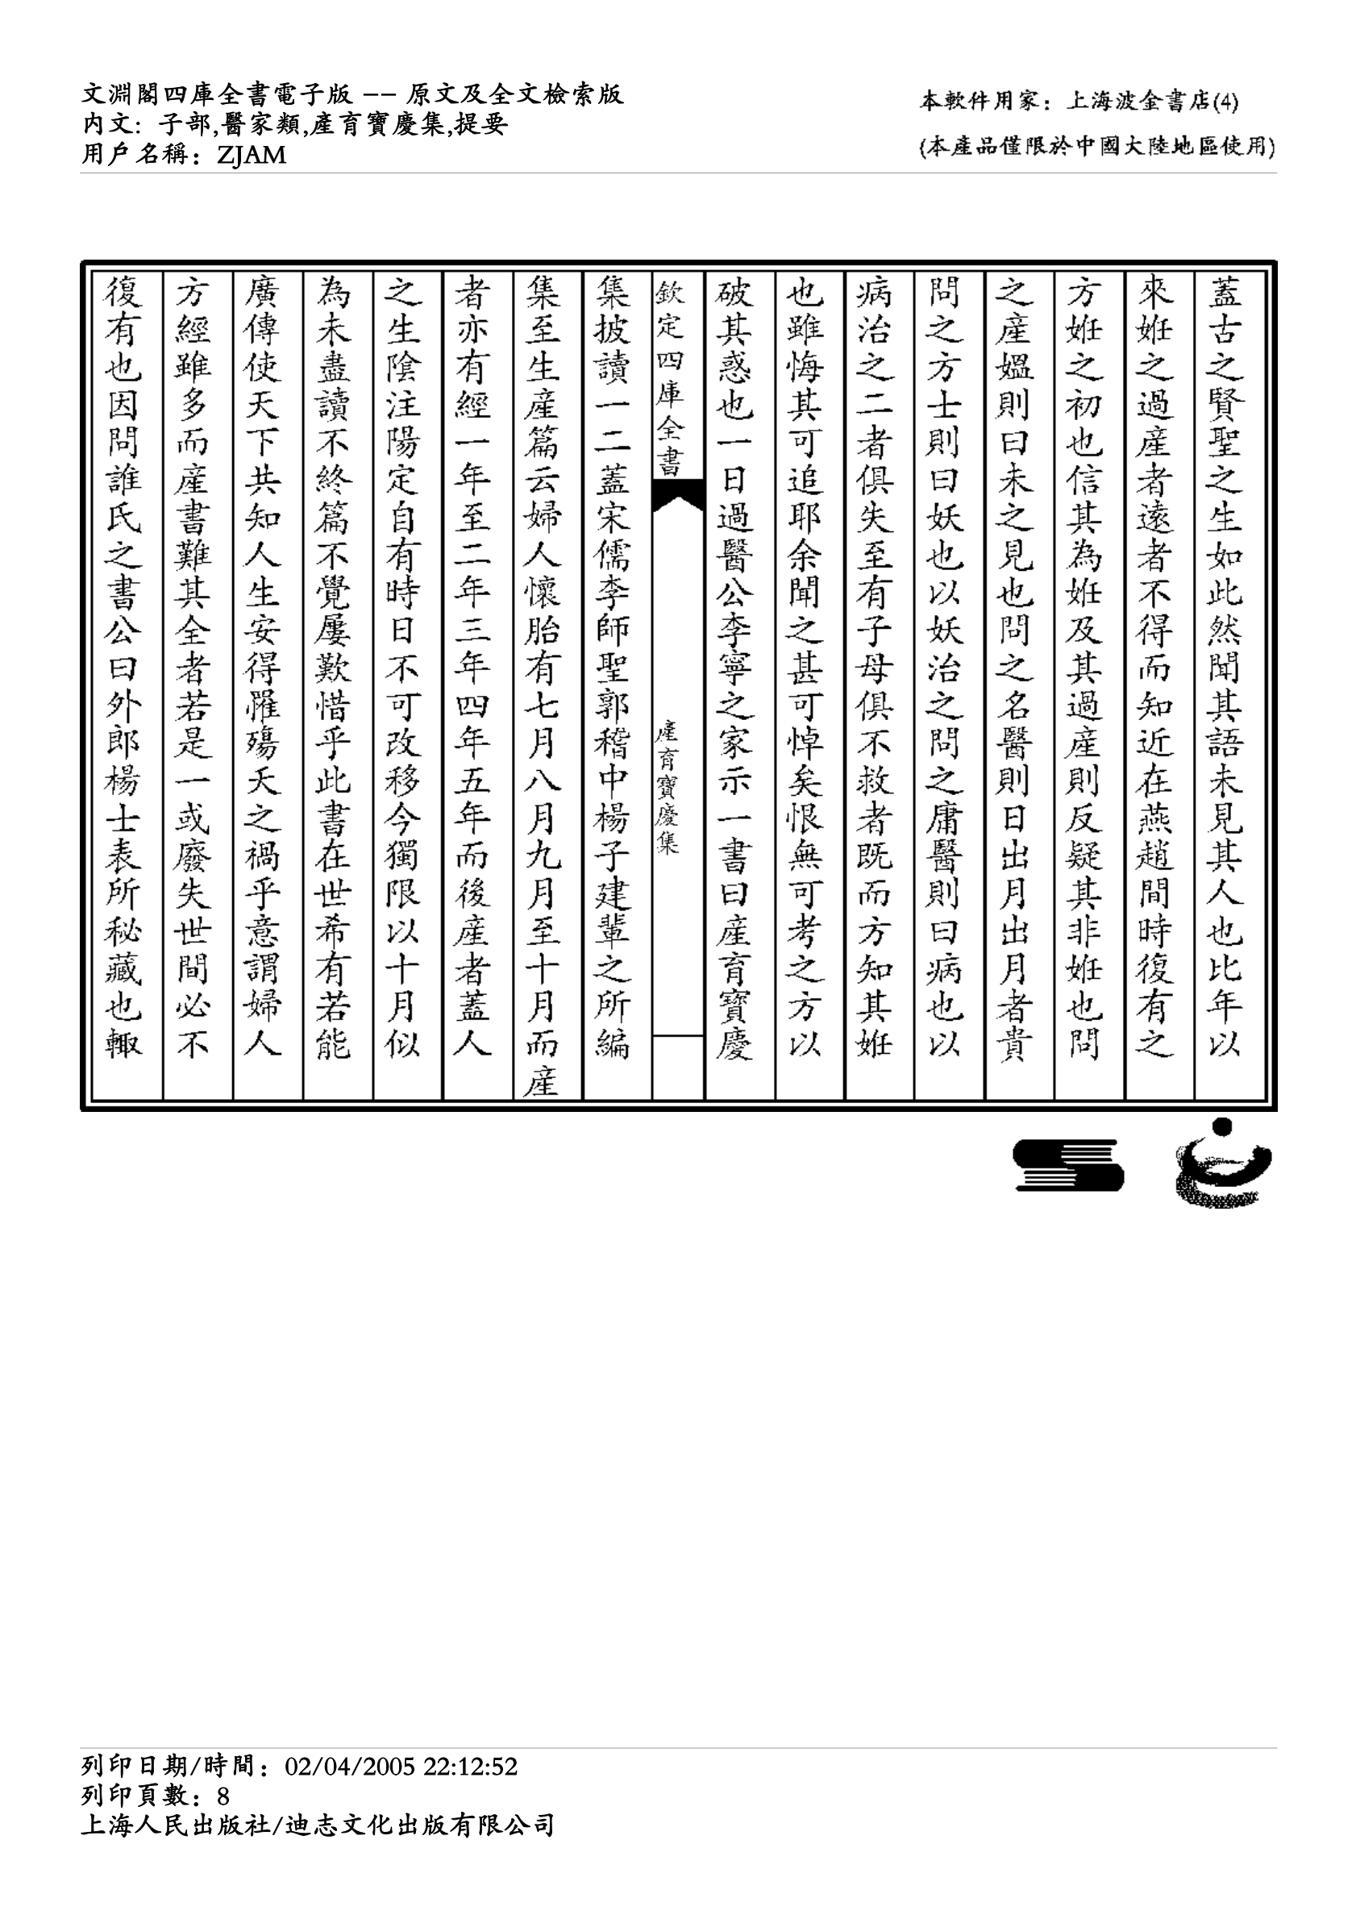 文淵閣四庫全書電子版 -- 原文及全文檢索版
內文：子部,醫家類,產育寶慶集,提要
用戶名稱：ZJAM
本軟件用家：上海波金書店(4)
(本產品僅限於中國大陸地區使用)
蓋古之賢聖之生如此然聞其語未見其人也比年以
來姙之過產者遠者不得而知近在燕趙間時復有之
方姙之初也信其為姙及其過產則反疑其非姙也問
之產媼則曰未之見也問之名醫則曰出月出月者貴
問之方士則曰妖也以妖治之問之庸醫則曰病也以
病治之二者俱失至有子母俱不救者既而方知其姙
也雖悔其可追耶余聞之甚可悼矣恨無可考之方以
破其惑也一日過醫公李寧之家示一書曰產育寶慶
欽定四庫全書
產育寶慶集
集披讀一二蓋宋儒李師聖郭稽中楊子建輩之所編
集至生產篇云婦人懷胎有七月八月九月至十月而產
者亦有經一年至二年三年四年五年而後產者蓋人
之生陰注陽定自有時日不可改移今獨限以十月似
為未盡讀不終篇不覺屢歎惜乎此書在世希有若能
廣傳使天下共知人生安得罹殤夭之禍乎意謂婦人
方經雖多而產書難其全者若是一或廢失世間必不
復有也因問誰氏之書公曰外郎楊士表所秘藏也輙
列印日期/時間：02/04/2005 22:12:52
列印頁數：8
上海人民出版社/迪志文化出版有限公司